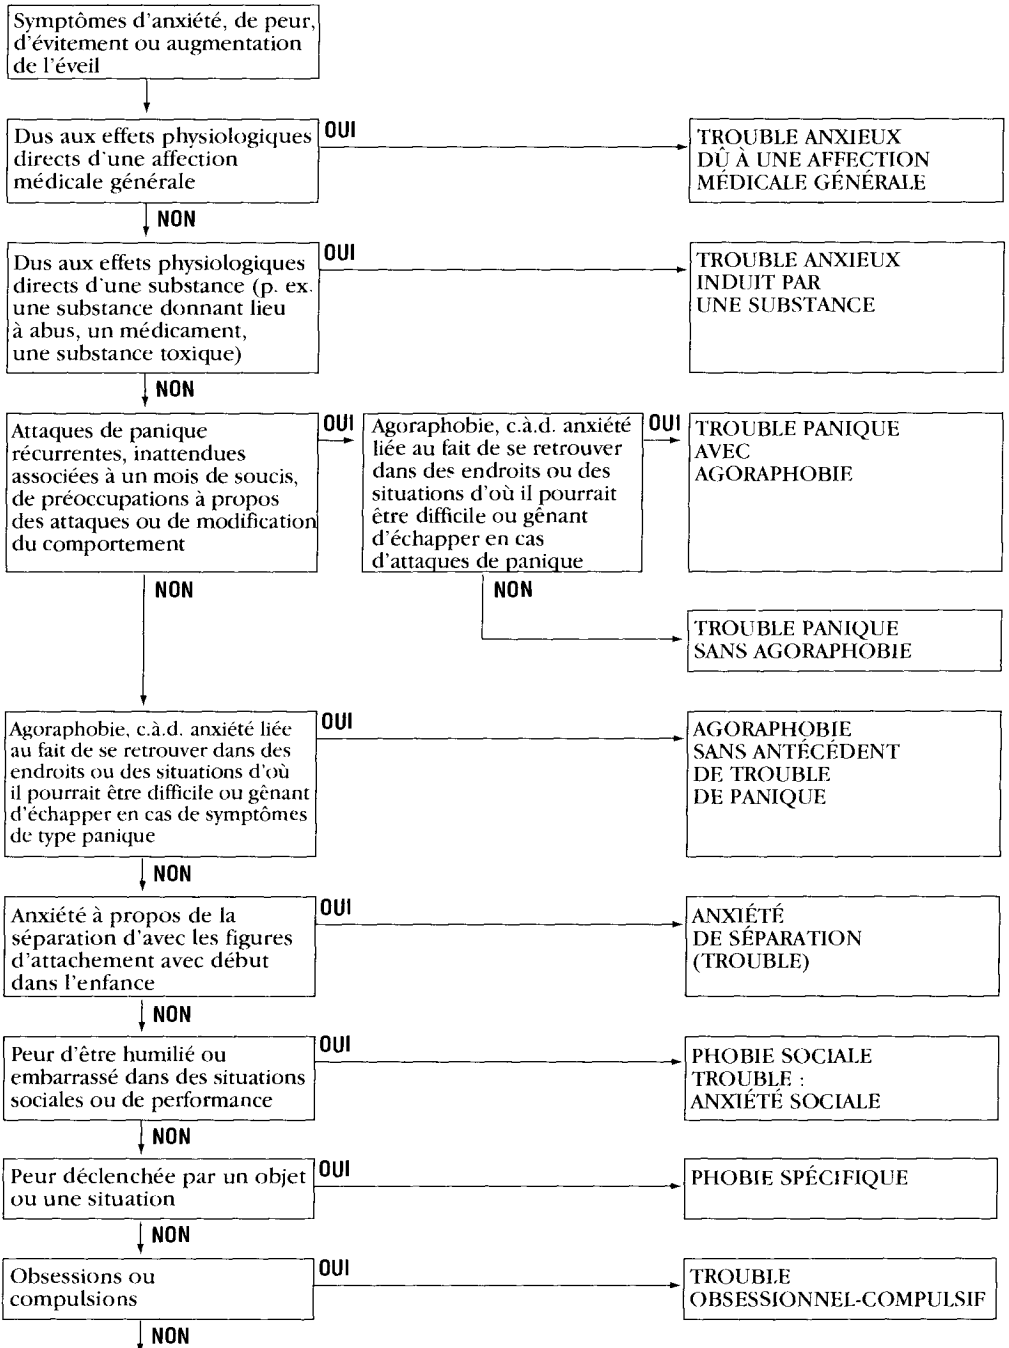 Symptômes d'anxiété, de peur,
d'évitement ou augmentation
de l'éveil
Dus aux effets physiologiques
directs d'une affection
médicale générale
OUI
TROUBLE ANXIEUX
DÛ À UNE AFFECTION
MÉDICALE GÉNÉRALE
NON
Dus aux effets physiologiques
directs d'une substance (p. ex.
une substance donnant lieu
à abus, un médicament,
une substance toxique)
OUI
TROUBLE ANXIEUX
INDUIT PAR
UNE SUBSTANCE
NON
Attaques de panique
récurrentes, inattendues
associées à un mois de soucis,
de préoccupations à propos
des attaques ou de modification
du comportement
OUI
Agoraphobie, c.à.d. anxiété
liée au fait de se retrouver
dans des endroits ou des
situations d'où il pourrait
être difficile ou gênant
d'échapper en cas
d'attaques de panique
OUI
TROUBLE PANIQUE
AVEC
AGORAPHOBIE
NON
NON
TROUBLE PANIQUE
SANS AGORAPHOBIE
Agoraphobie, c.à.d. anxiété liée
au fait de se retrouver dans des
endroits ou des situations d'où
il pourrait être difficile ou gênant
d'échapper en cas de symptômes
de type panique
OUI
AGORAPHOBIE
SANS ANTÉCÉDENT
DE TROUBLE
DE PANIQUE
NON
Anxiété à propos de la
séparation d'avec les figures
d'attachement avec début
dans l'enfance
OUI
ANXIÉTÉ
DE SÉPARATION
(TROUBLE)
NON
Peur d'être humilié ou
embarrassé dans des situations
sociales ou de performance
OUI
PHOBIE SOCIALE
TROUBLE :
ANXIÉTÉ SOCIALE
NON
Peur déclenchée par un objet
ou une situation
OUI
PHOBIE SPÉCIFIQUE
NON
Obsessions ou
compulsions
OUI
TROUBLE
OBSESSIONNEL-COMPULSIF
NON